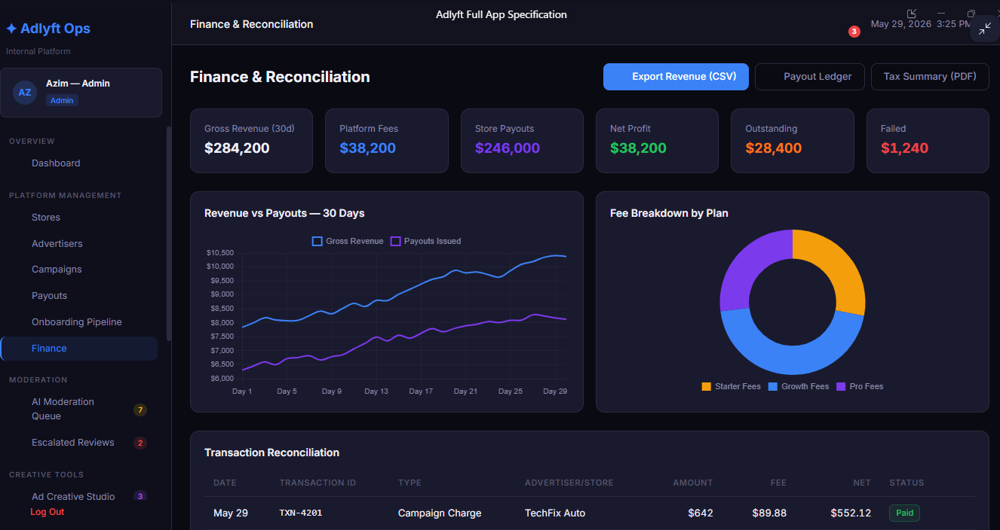 Adlyft Full App Specification
✦ Adlyft Ops
Internal Platform
AZ
Azim — Admin
Admin
OVERVIEW
Dashboard
PLATFORM MANAGEMENT
Stores
Advertisers
Campaigns
Payouts
Onboarding Pipeline
Finance
MODERATION
AI Moderation
Queue
7
Escalated Reviews
2
CREATIVE TOOLS
Ad Creative Studio
3
Log Out
Finance & Reconciliation
3
May 29, 2026 3:25 PM
Finance & Reconciliation
Export Revenue (CSV)
Payout Ledger
Tax Summary (PDF)
Gross Revenue (30d)
$284,200
Platform Fees
$38,200
Store Payouts
$246,000
Net Profit
$38,200
Outstanding
$28,400
Failed
$1,240
Revenue vs Payouts — 30 Days
Gross Revenue Payouts Issued
$10,500
$10,000
$9,500
$9,000
$8,500
$8,000
$7,500
$7,000
$6,500
$6,000
Day 1 Day 5 Day 9 Day 13 Day 17 Day 21 Day 25 Day 29
Fee Breakdown by Plan
Starter Fees Growth Fees Pro Fees
Transaction Reconciliation
DATE TRANSACTION ID TYPE ADVERTISER/STORE AMOUNT FEE NET STATUS
May 29 TXN-4201 Campaign Charge TechFix Auto $642 $89.88 $552.12 Paid